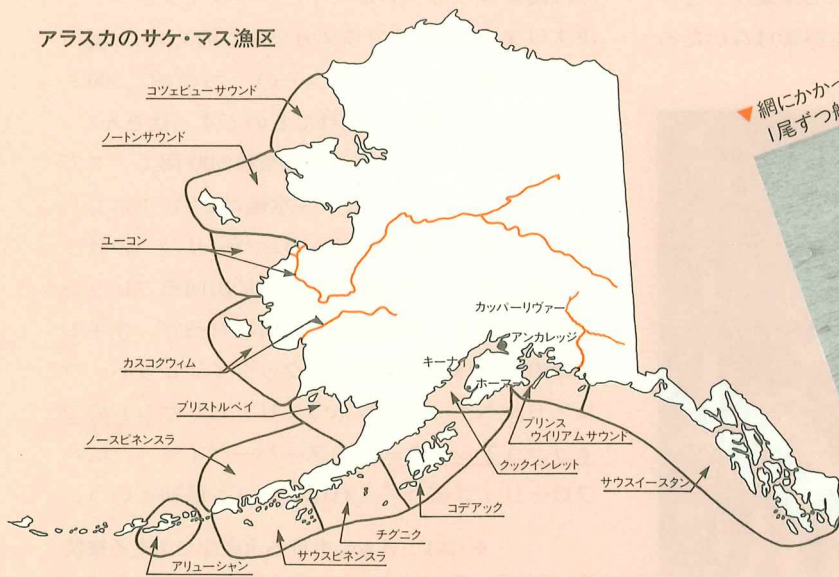 アラスカのサケ・マス漁区
コツェビューサウンド
ノートンサウンド
ユーコン
カスコクウィム
ブリストルベイ
ノースピネンスラ
アリューシャン
サウスピネンスラ
チグニク
コデアック
クックインレット
プリンス
ウイリアムサウンド
サウスイースタン
カッパーリヴァー
アンカレッジ
キーナイ
ホーマー
▼網にかかっ
1尾ずつ